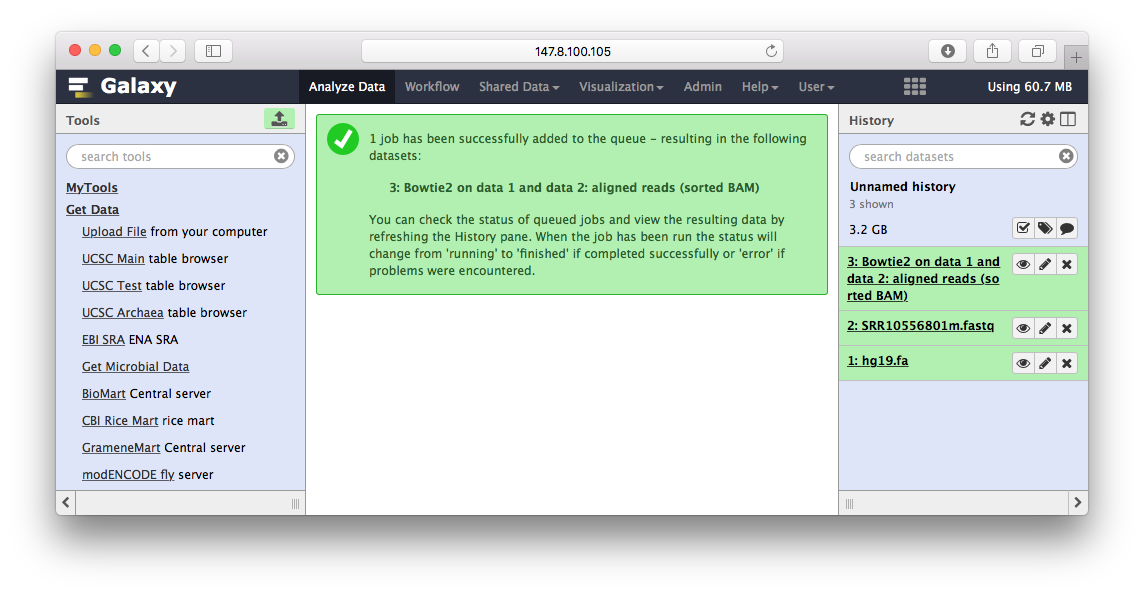 147.8.100.105
Galaxy
Analyze Data
Workflow
Shared Data
Visualization
Admin
Help
User
Using 60.7 MB
Tools
search tools
MyTools
Get Data
Upload File from your computer
UCSC Main table browser
UCSC Test table browser
UCSC Archaea table browser
EBI SRA ENA SRA
Get Microbial Data
BioMart Central server
CBI Rice Mart rice mart
GrameneMart Central server
modENCODE fly server
1 job has been successfully added to the queue – resulting in the following
datasets:
3: Bowtie2 on data 1 and data 2: aligned reads (sorted BAM)
You can check the status of queued jobs and view the resulting data by
refreshing the History pane. When the job has been run the status will
change from 'running' to 'finished' if completed successfully or 'error' if
problems were encountered.
History
search datasets
Unnamed history
3 shown
3.2 GB
3: Bowtie2 on data 1 and
data 2: aligned reads (so
rted BAM)
2: SRR10556801m.fastq
1: hg19.fa